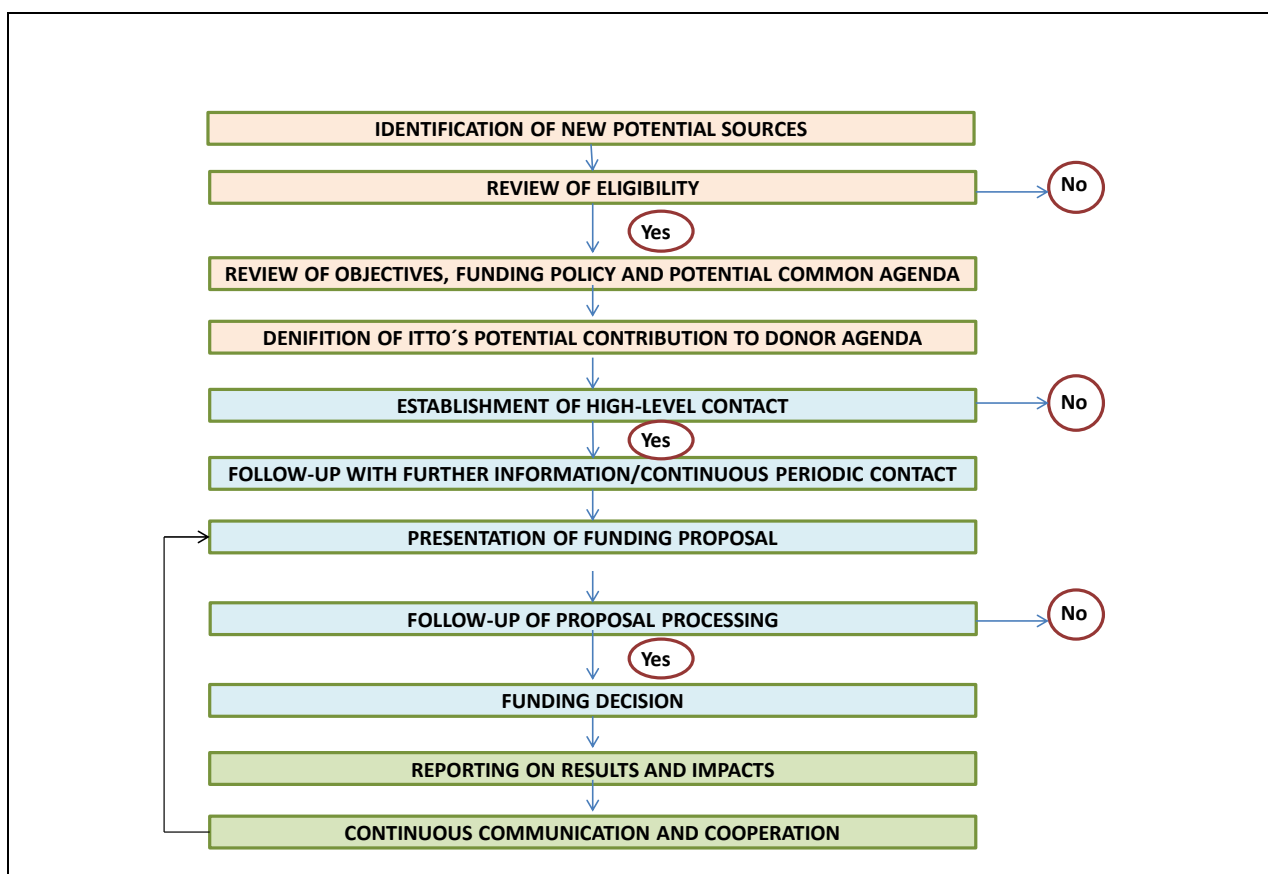 IDENTIFICATION OF NEW POTENTIAL SOURCES
REVIEW OF ELIGIBILITY
No
Yes
REVIEW OF OBJECTIVES, FUNDING POLICY AND POTENTIAL COMMON AGENDA
DENIFITION OF ITTO´S POTENTIAL CONTRIBUTION TO DONOR AGENDA
ESTABLISHMENT OF HIGH-LEVEL CONTACT
No
Yes
FOLLOW-UP WITH FURTHER INFORMATION/CONTINUOUS PERIODIC CONTACT
PRESENTATION OF FUNDING PROPOSAL
FOLLOW-UP OF PROPOSAL PROCESSING
No
Yes
FUNDING DECISION
REPORTING ON RESULTS AND IMPACTS
CONTINUOUS COMMUNICATION AND COOPERATION